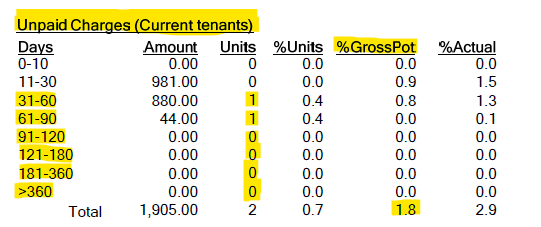 Unpaid Charges (Current tenants)
Days Amount Units %Units %GrossPot %Actual
0-10 0.00 0 0.0 0.0 0.0
11-30 981.00 0 0.0 0.9 1.5
31-60 880.00 1 0.4 0.8 1.3
61-90 44.00 1 0.4 0.0 0.1
91-120 0.00 0 0.0 0.0 0.0
121-180 0.00 0 0.0 0.0 0.0
181-360 0.00 0 0.0 0.0 0.0
>360 0.00 0 0.0 0.0 0.0
Total 1,905.00 2 0.7 1.8 2.9